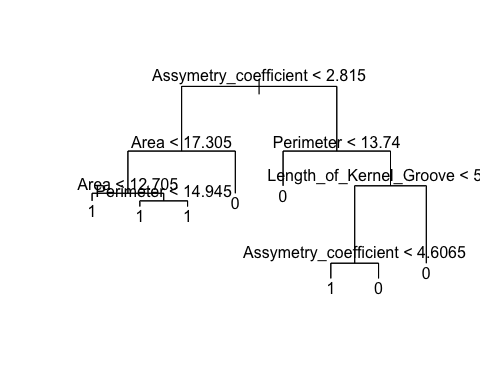 Assymetry_coefficient < 2.815
Area < 17.305
Perimeter < 13.74
Length_of_Kernel_Groove < 5
Area < 12.705
Perimeter < 14.945
0
0
1
1
1
Assymetry_coefficient < 4.6065
0
1
0